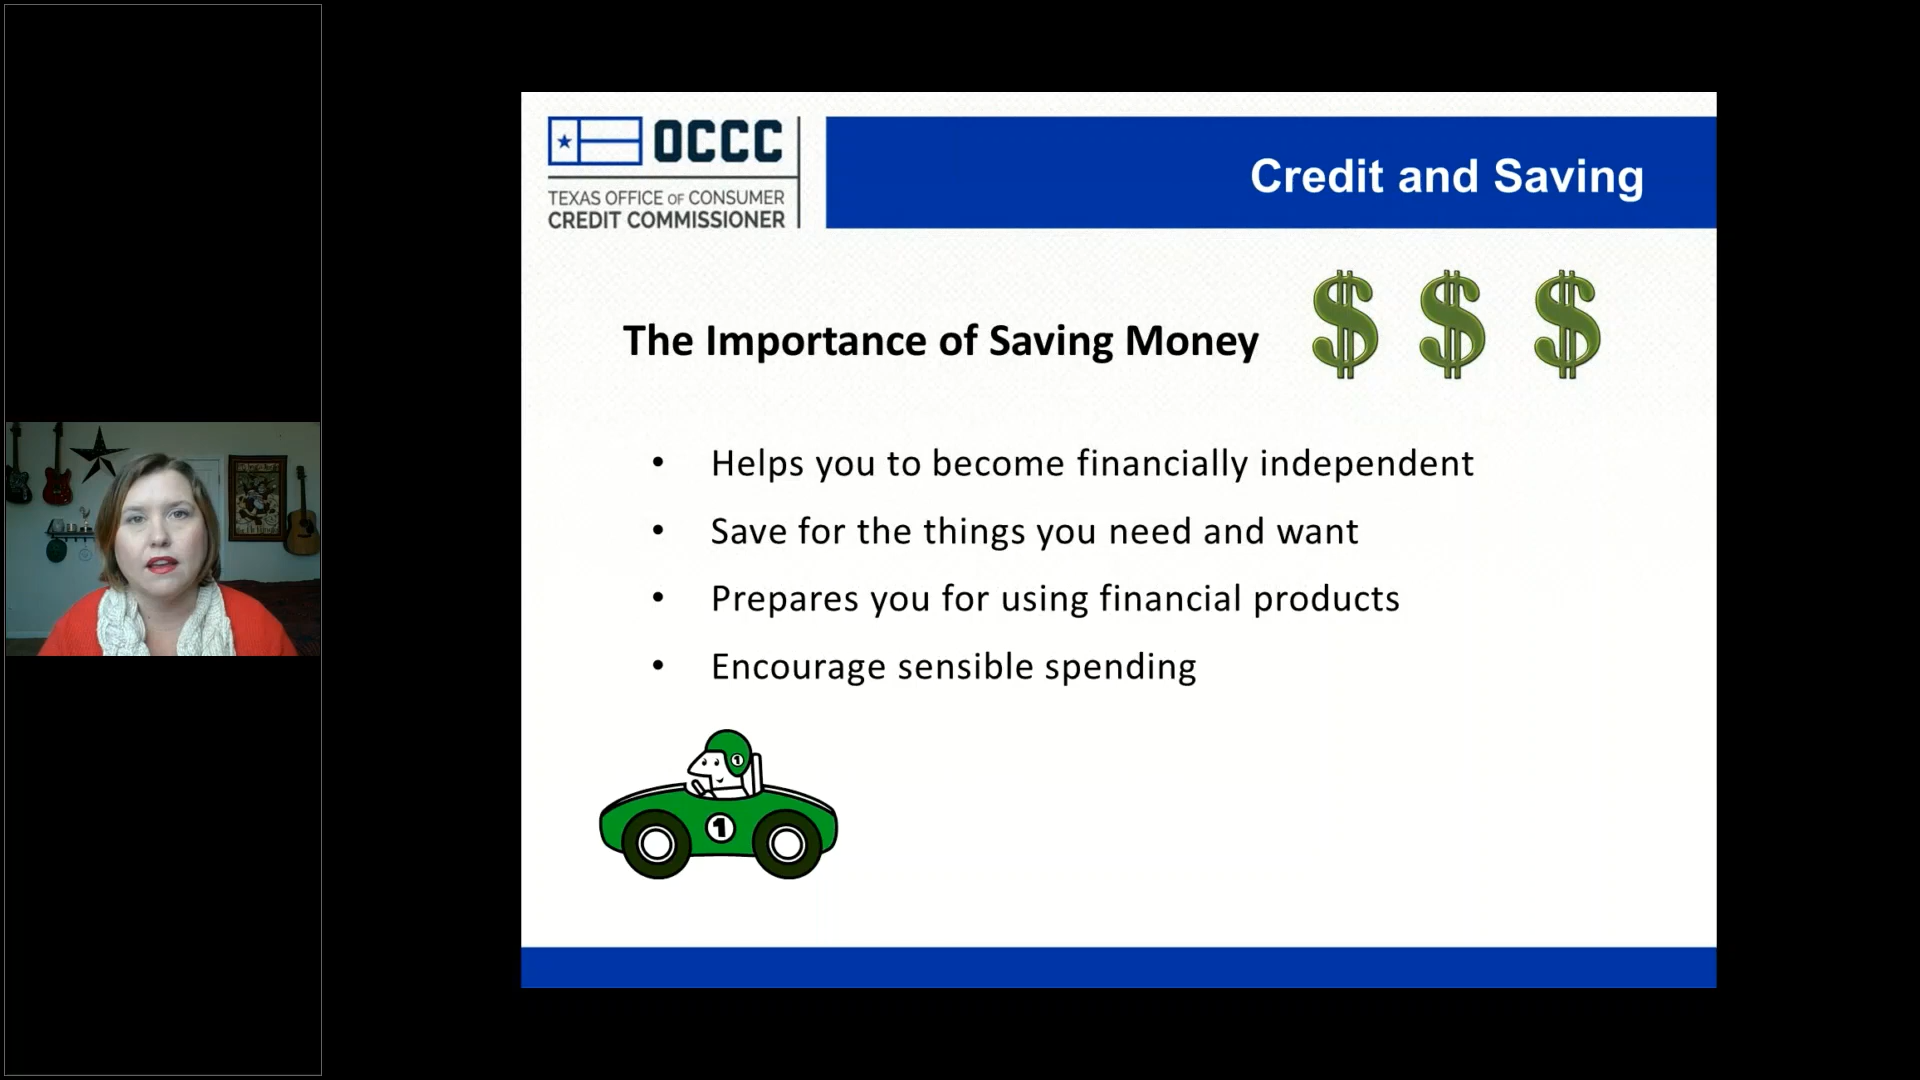 OCCC
TEXAS OFFICE OF CONSUMER
CREDIT COMMISSIONER
Credit and Saving
The Importance of Saving Money
$ $ $
• Helps you to become financially independent
• Save for the things you need and want
• Prepares you for using financial products
• Encourage sensible spending
1
1